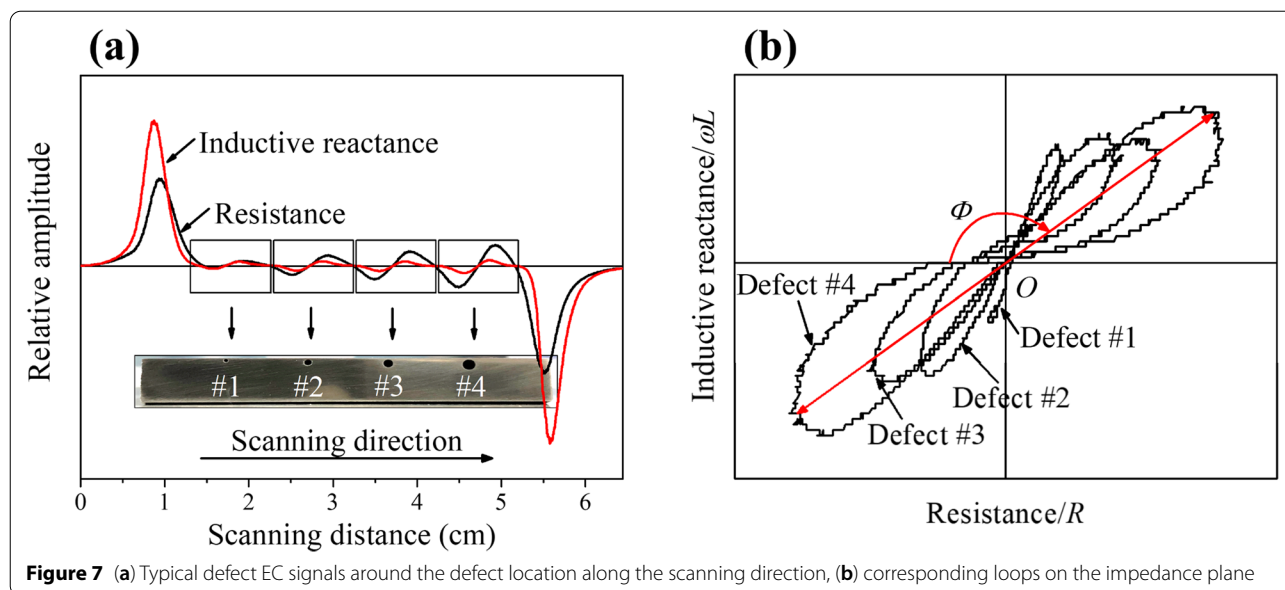 (a)
Relative amplitude
Inductive reactance
Resistance
#1 #2 #3 #4
Scanning direction
0 1 2 3 4 5 6
Scanning distance (cm)
(b)
Inductive reactance/ωL
Φ
O
Defect #4
Defect #1
Defect #2
Defect #3
Resistance/R
Figure 7 (a) Typical defect EC signals around the defect location along the scanning direction, (b) corresponding loops on the impedance plane